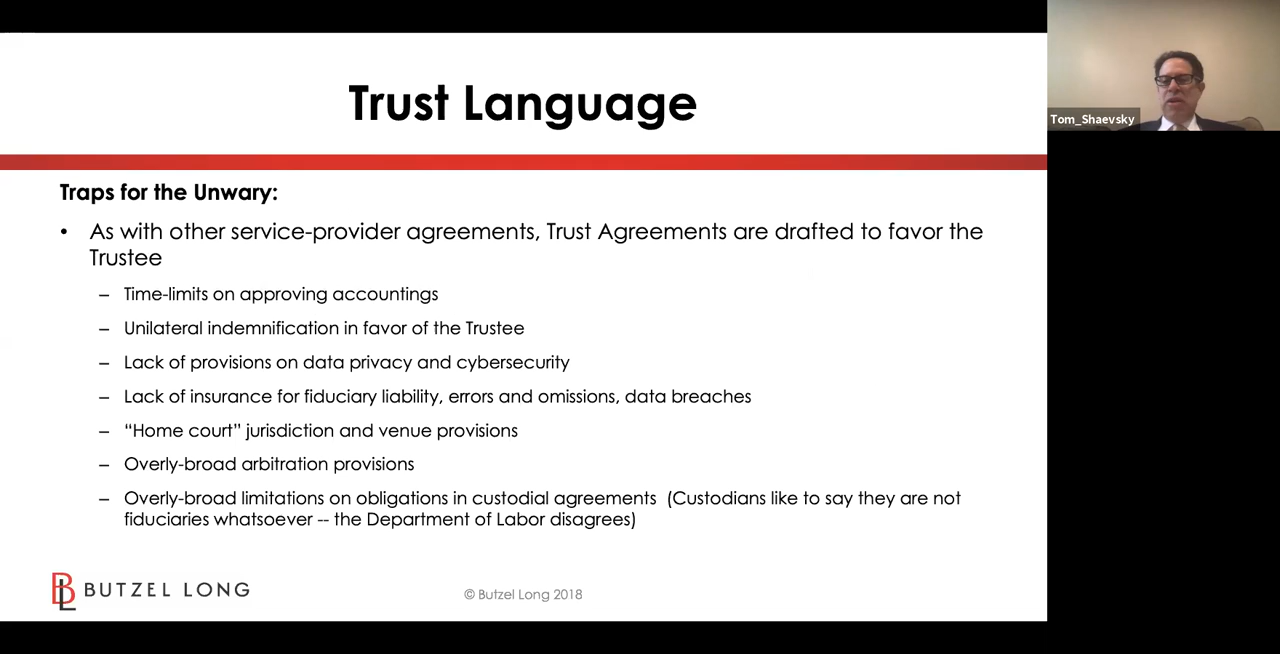 Trust Language
Tom_Shaevsky
Traps for the Unwary:
• As with other service-provider agreements, Trust Agreements are drafted to favor the
Trustee
– Time-limits on approving accountings
– Unilateral indemnification in favor of the Trustee
– Lack of provisions on data privacy and cybersecurity
– Lack of insurance for fiduciary liability, errors and omissions, data breaches
– “Home court” jurisdiction and venue provisions
– Overly-broad arbitration provisions
– Overly-broad limitations on obligations in custodial agreements (Custodians like to say they are not
fiduciaries whatsoever -- the Department of Labor disagrees)
BL BUTZEL LONG
© Butzel Long 2018